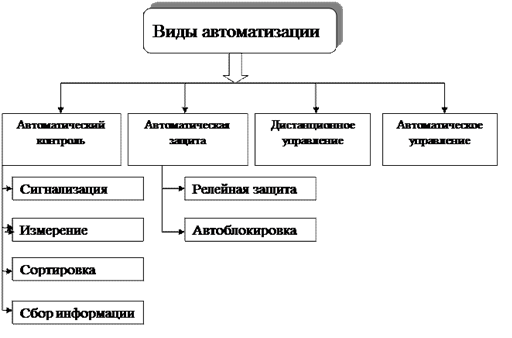 Виды автоматизации
Автоматический
контроль
Автоматическая
защита
Дистанционное
управление
Автоматическое
управление
Сигнализация
Измерение
Сортировка
Сбор информации
Релейная защита
Автоблокировка